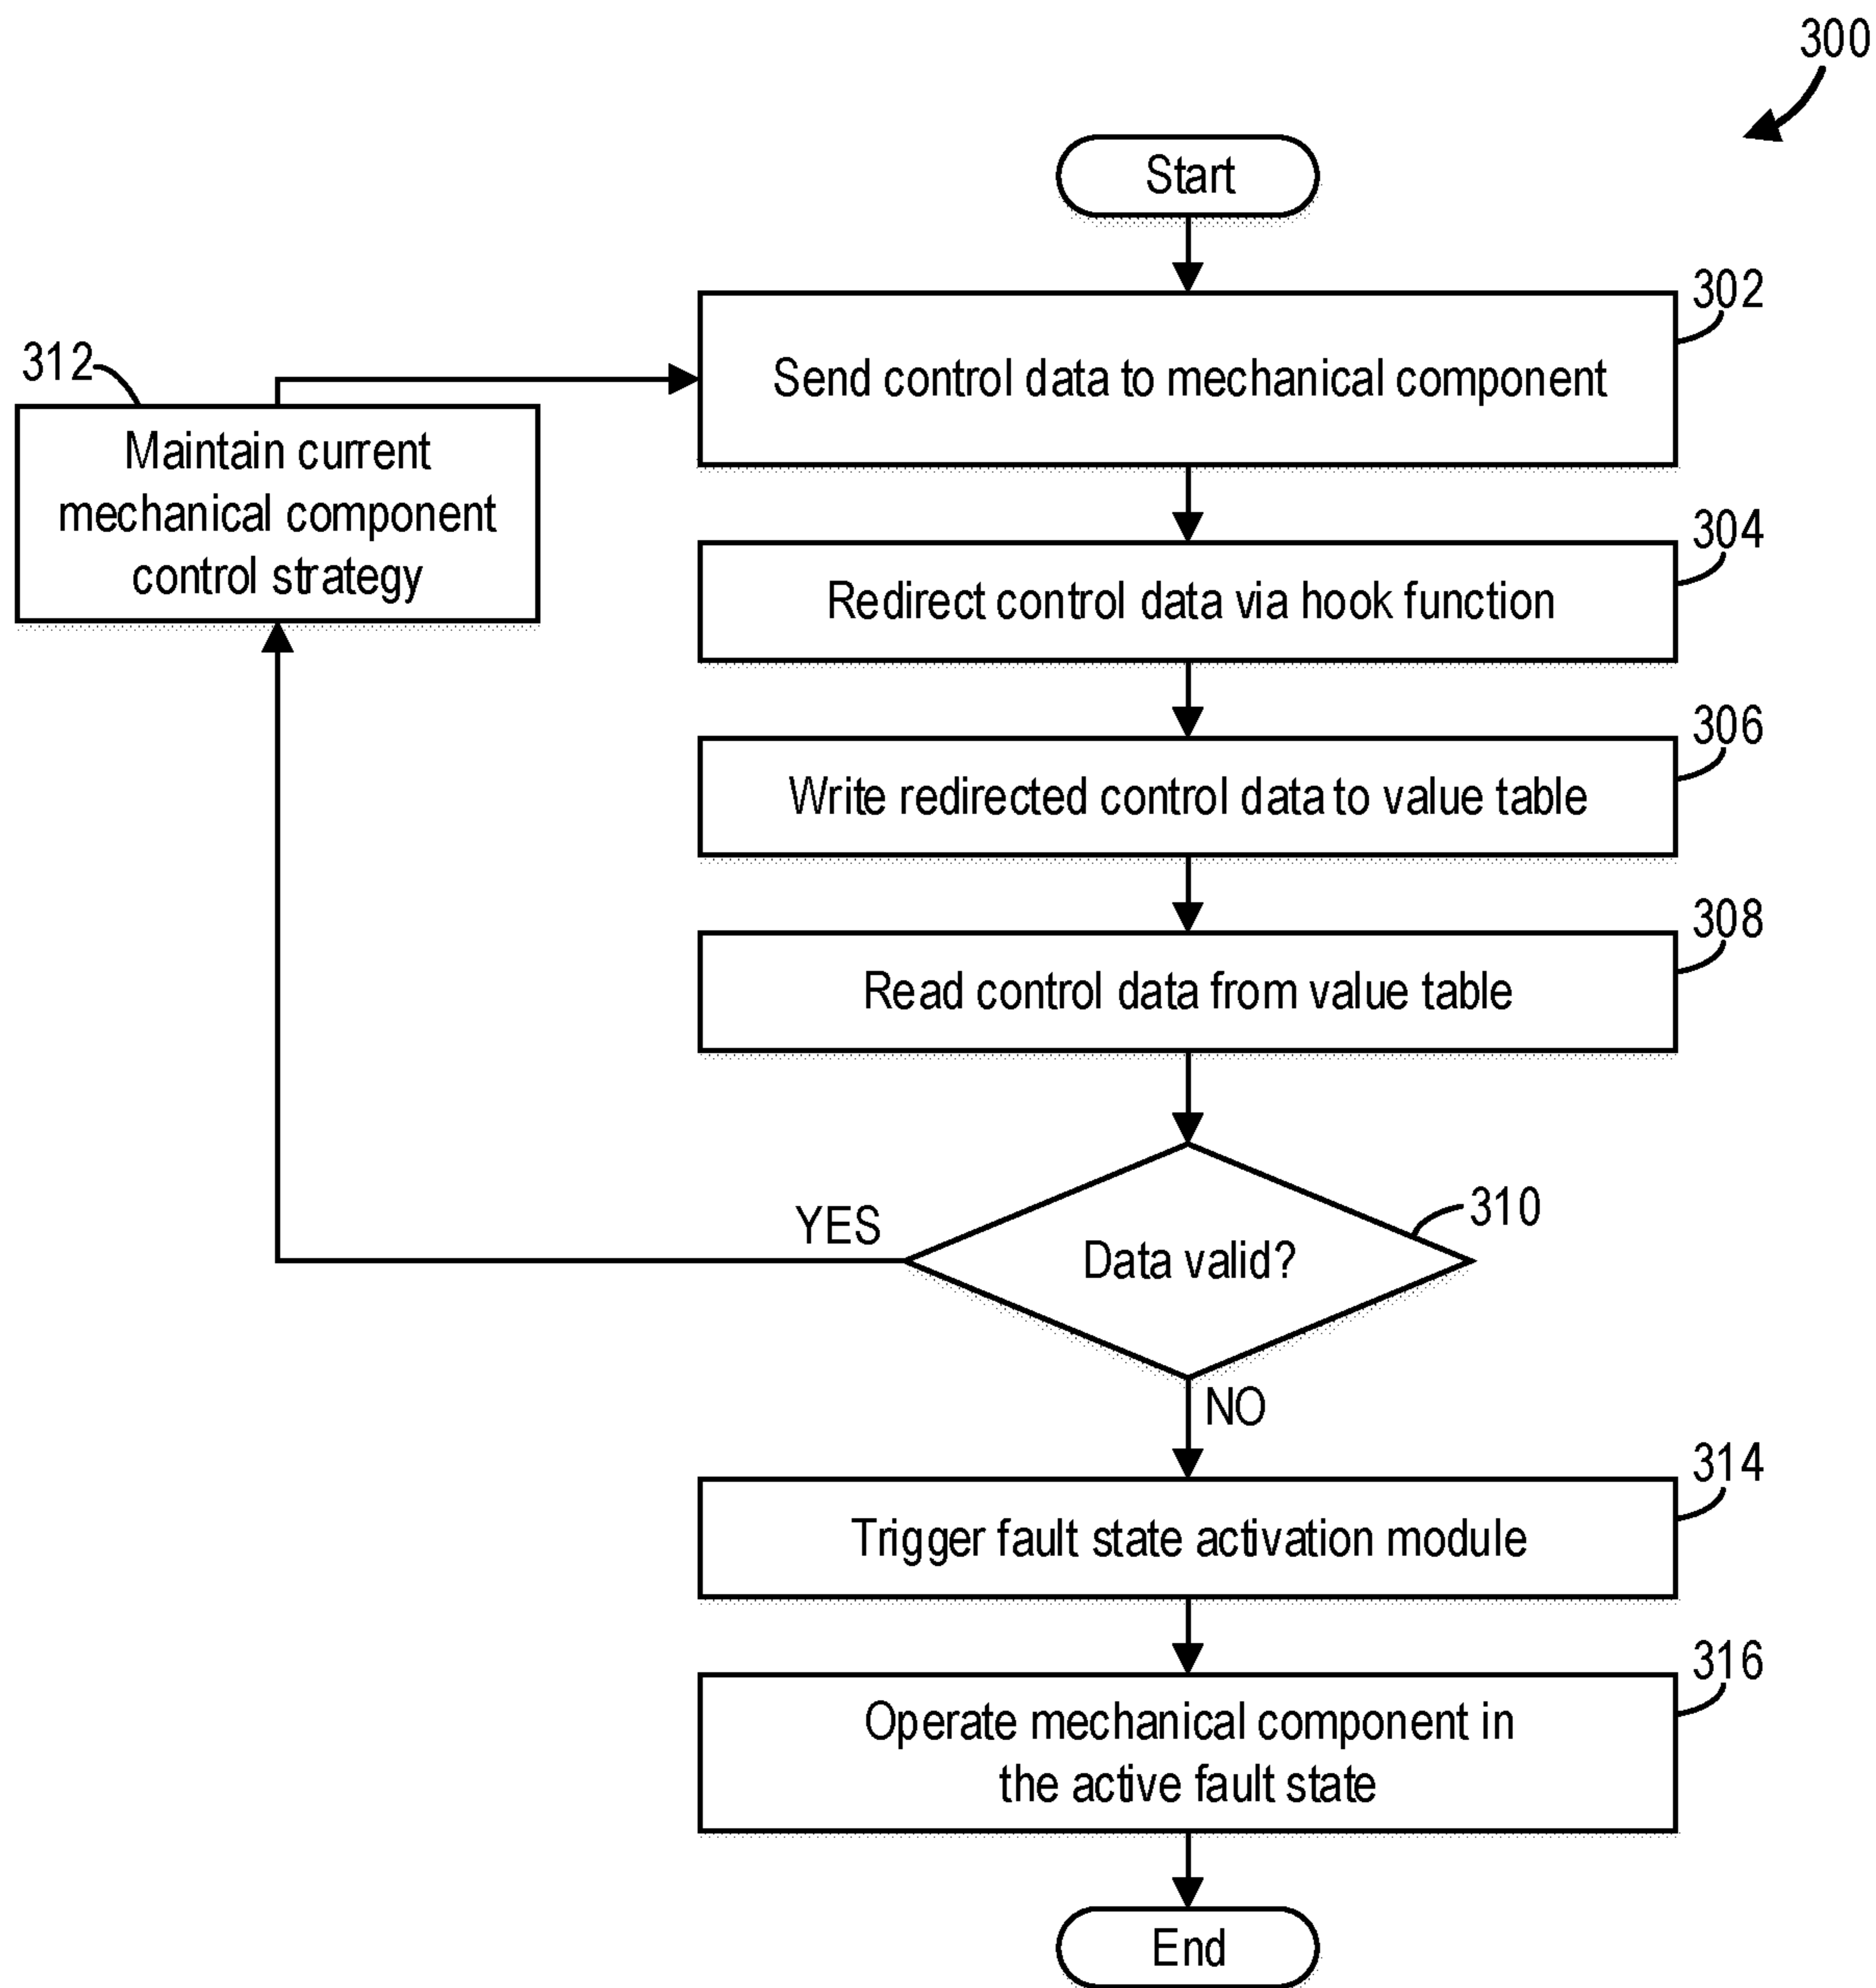 300
Start
302
Send control data to mechanical component
312
Maintain current
mechanical component
control strategy
304
Redirect control data via hook function
306
Write redirected control data to value table
308
Read control data from value table
310
YES
Data valid?
NO
314
Trigger fault state activation module
316
Operate mechanical component in
the active fault state
End